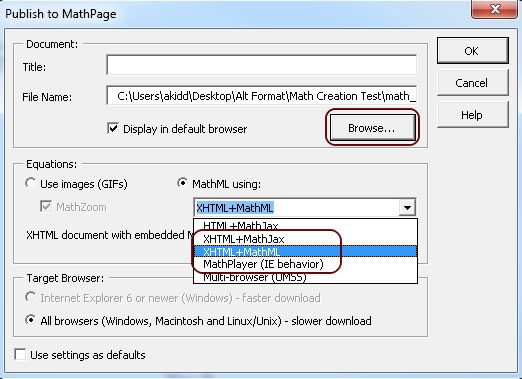 Publish to MathPage
Document:
OK
Title:
Cancel
File Name: C:\Users\akidd\Desktop\Alt Format\Math Creation Test\math_
Help
Display in default browser
Browse...
Equations:
Use images (GIFs)
MathML using:
MathZoom
XHTML+MathML
HTML+MathJax
XHTML document with embedded
XHTML+MathJax
XHTML+MathML
MathPlayer (IE behavior)
Target Browser:
Multi-browser (UMSS)
Internet Explorer 6 or newer (Windows) - faster download
All browsers (Windows, Macintosh and Linux/Unix) - slower download
Use settings as defaults